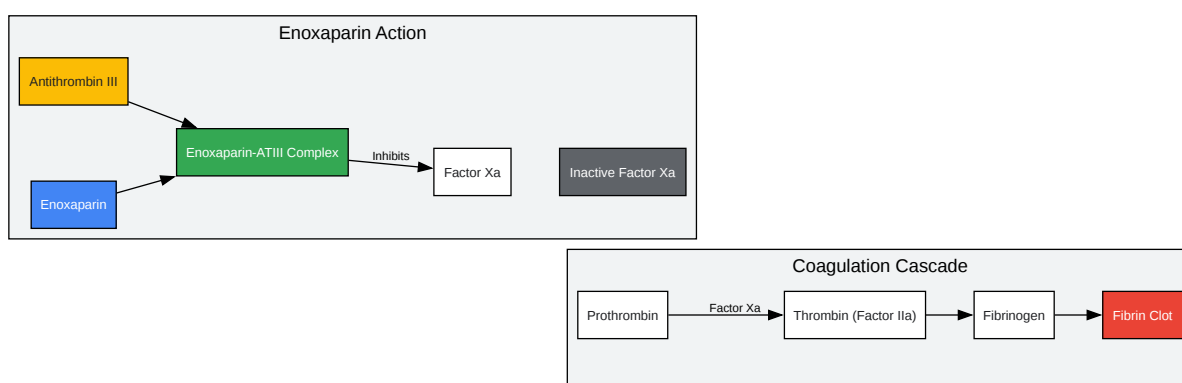 Enoxaparin Action
Antithrombin III
Enoxaparin-ATIII Complex
Inhibits
Factor Xa
Inactive Factor Xa
Enoxaparin
Coagulation Cascade
Prothrombin
Factor Xa
Thrombin (Factor IIa)
Fibrinogen
Fibrin Clot